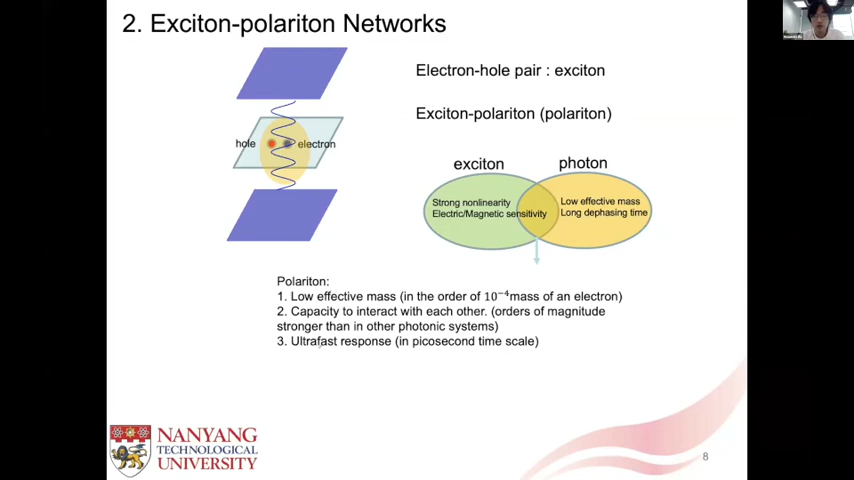 2. Exciton-polariton Networks
Electron-hole pair : exciton
Exciton-polariton (polariton)
hole
electron
exciton
photon
Strong nonlinearity
Electric/Magnetic sensitivity
Low effective mass
Long dephasing time
Polariton:
1. Low effective mass (in the order of 10⁻⁴mass of an electron)
2. Capacity to interact with each other. (orders of magnitude
stronger than in other photonic systems)
3. Ultrafast response (in picosecond time scale)
NANYANG
TECHNOLOGICAL
UNIVERSITY
8